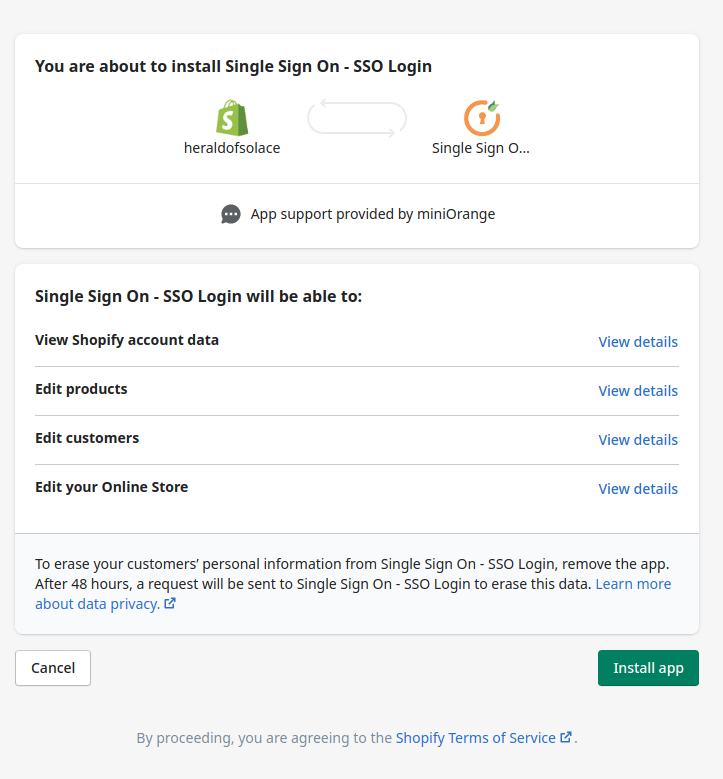 You are about to install Single Sign On - SSO Login
heraldofsolace
Single Sign O...
App support provided by miniOrange
Single Sign On - SSO Login will be able to:
View Shopify account data
View details
Edit products
View details
Edit customers
View details
Edit your Online Store
View details
To erase your customers’ personal information from Single Sign On - SSO Login, remove the app.
After 48 hours, a request will be sent to Single Sign On - SSO Login to erase this data. Learn more
about data privacy.
Cancel
Install app
By proceeding, you are agreeing to the Shopify Terms of Service .